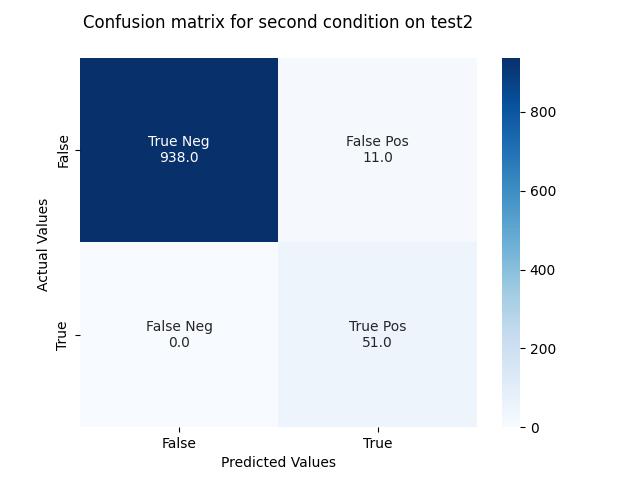 Confusion matrix for second condition on test2
True Neg
938.0
False Pos
11.0
False Neg
0.0
True Pos
51.0
False
True
Actual Values
False
True
Predicted Values
800
600
400
200
0